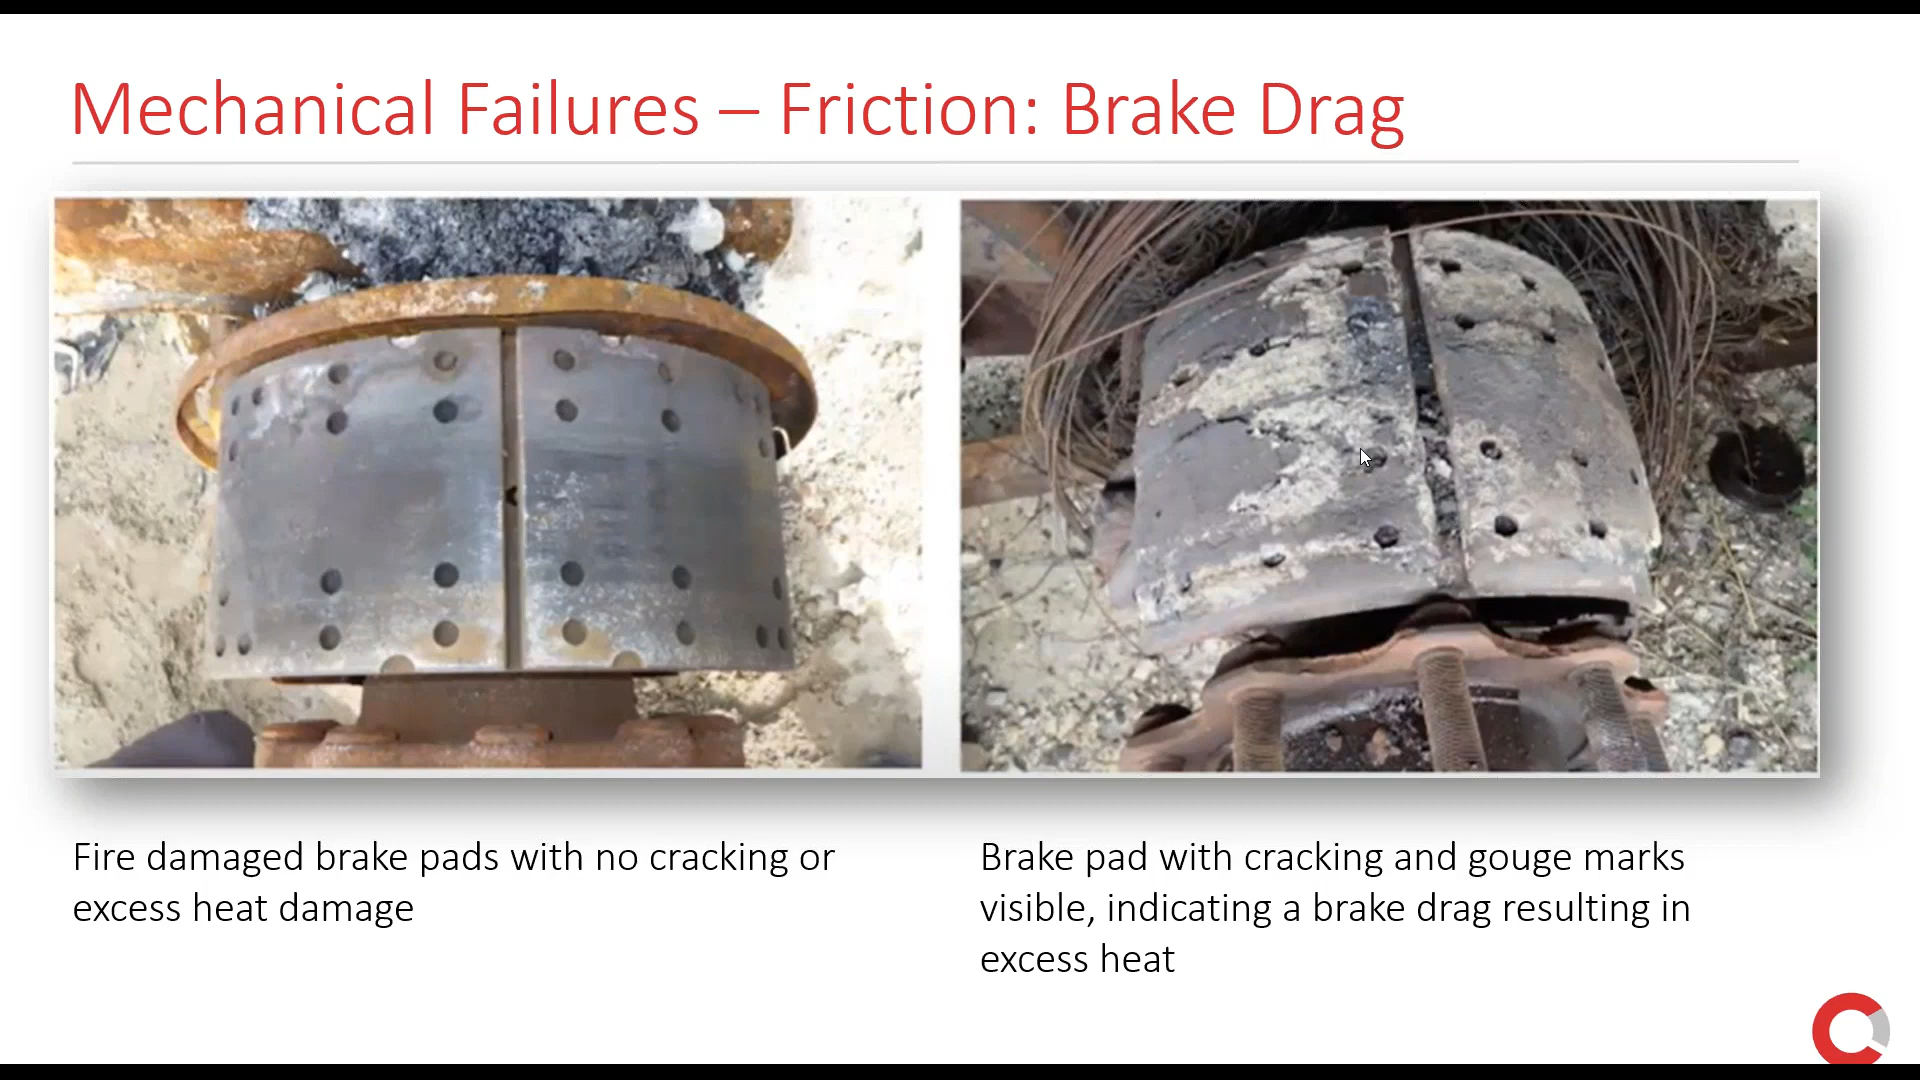 Mechanical Failures – Friction: Brake Drag
Fire damaged brake pads with no cracking or
excess heat damage
Brake pad with cracking and gouge marks
visible, indicating a brake drag resulting in
excess heat